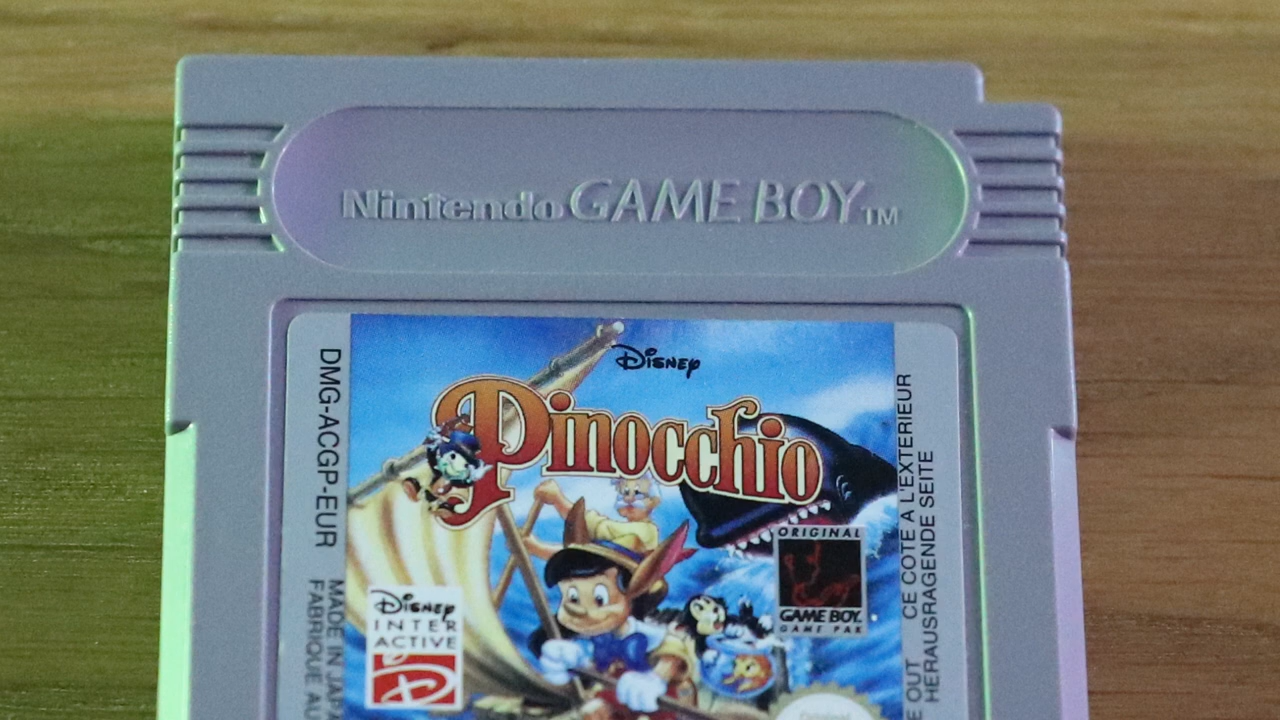 Nintendo GAME BOY TM
DMG-ACGP-EUR
MADE IN JAPA
FABRIQUE AU
Disney
Pinocchio
Disney
INTER
ACTIVE
ORIGINAL
GAME BOY
GAME PAK
CE COTE A L'EXTERIEUR
E OUT HERAUSRAGENDE SEITE